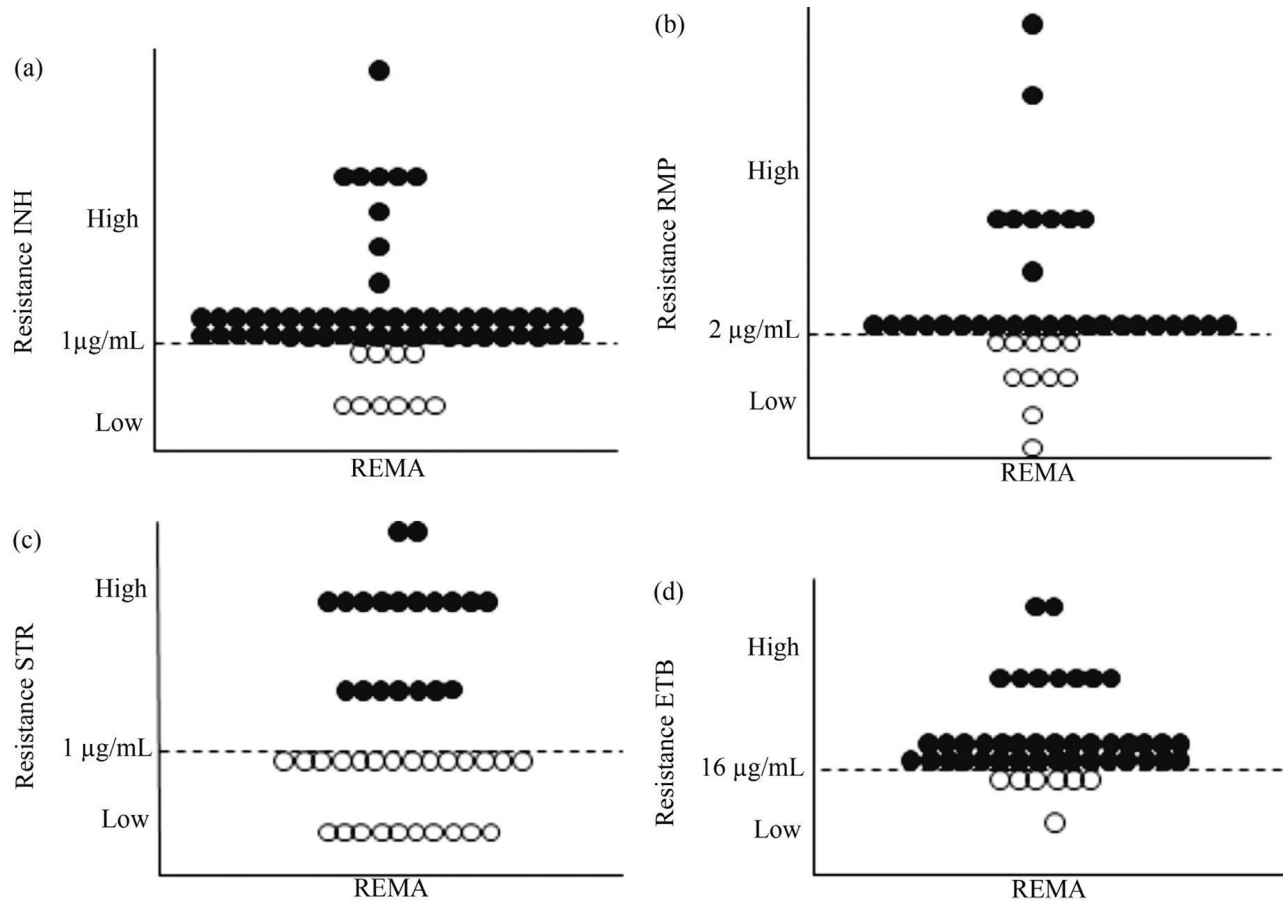 (a)
Resistance INH
High
1µg/mL
Low
REMA
(b)
Resistance RMP
High
2 µg/mL
Low
REMA
(c)
Resistance STR
High
1 µg/mL
Low
REMA
(d)
Resistance ETB
High
16 µg/mL
Low
REMA